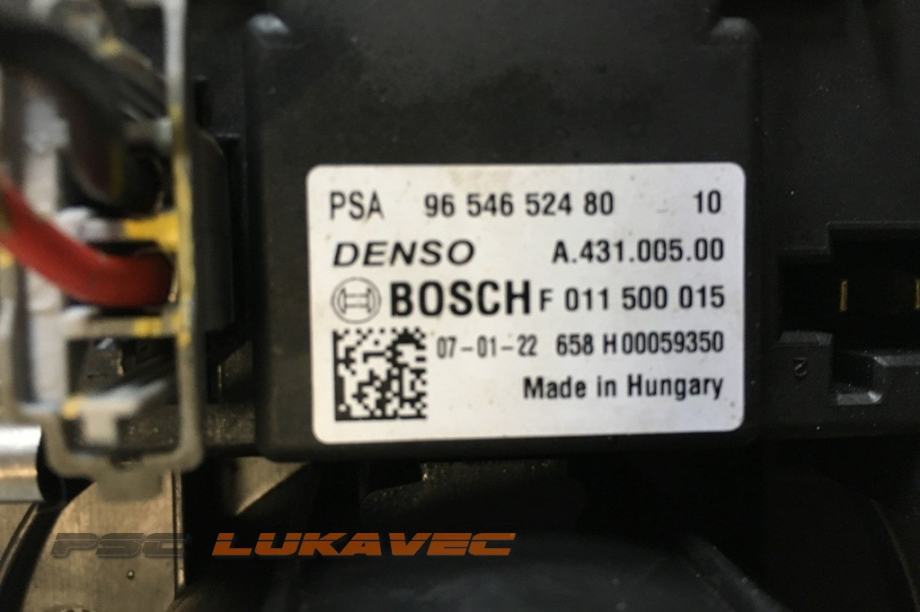 PSA 96 546 524 80 10
DENSO A.431.005.00
BOSCH F 011 500 015
07-01-22 658 H00059350
Made in Hungary
PSC LUKAVEC